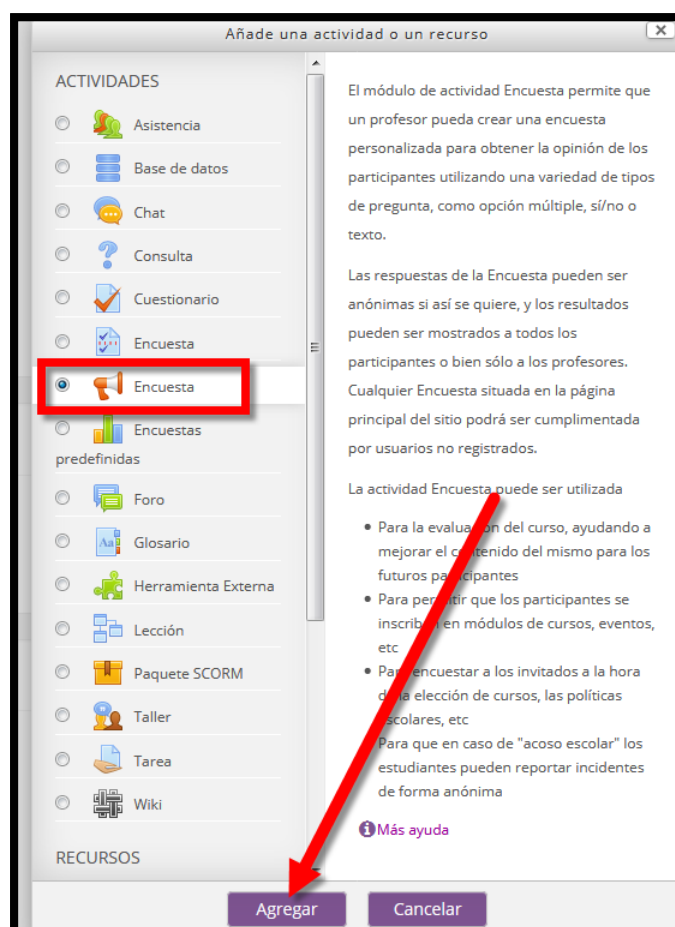 Añade una actividad o un recurso
ACTIVIDADES
Asistencia
Base de datos
Chat
Consulta
Cuestionario
Encuesta
Encuesta
Encuestas
predefinidas
Foro
Glosario
Herramienta Externa
Lección
Paquete SCORM
Taller
Tarea
Wiki
RECURSOS
El módulo de actividad Encuesta permite que
un profesor pueda crear una encuesta
personalizada para obtener la opinión de los
participantes utilizando una variedad de tipos
de pregunta, como opción múltiple, sí/no o
texto.
Las respuestas de la Encuesta pueden ser
anónimas si así se quiere, y los resultados
pueden ser mostrados a todos los
participantes o bien sólo a los profesores.
Cualquier Encuesta situada en la página
principal del sitio podrá ser cumplimentada
por usuarios no registrados.
La actividad Encuesta puede ser utilizada
Para la evaluación del curso, ayudando a
mejorar el contenido del mismo para los
futuros participantes
Para permitir que los participantes se
inscriban en módulos de cursos, eventos,
etc
Para encuestar a los invitados a la hora
de la elección de cursos, las políticas
escolares, etc
Para que en caso de "acoso escolar" los
estudiantes pueden reportar incidentes
de forma anónima
Más ayuda
Agregar
Cancelar